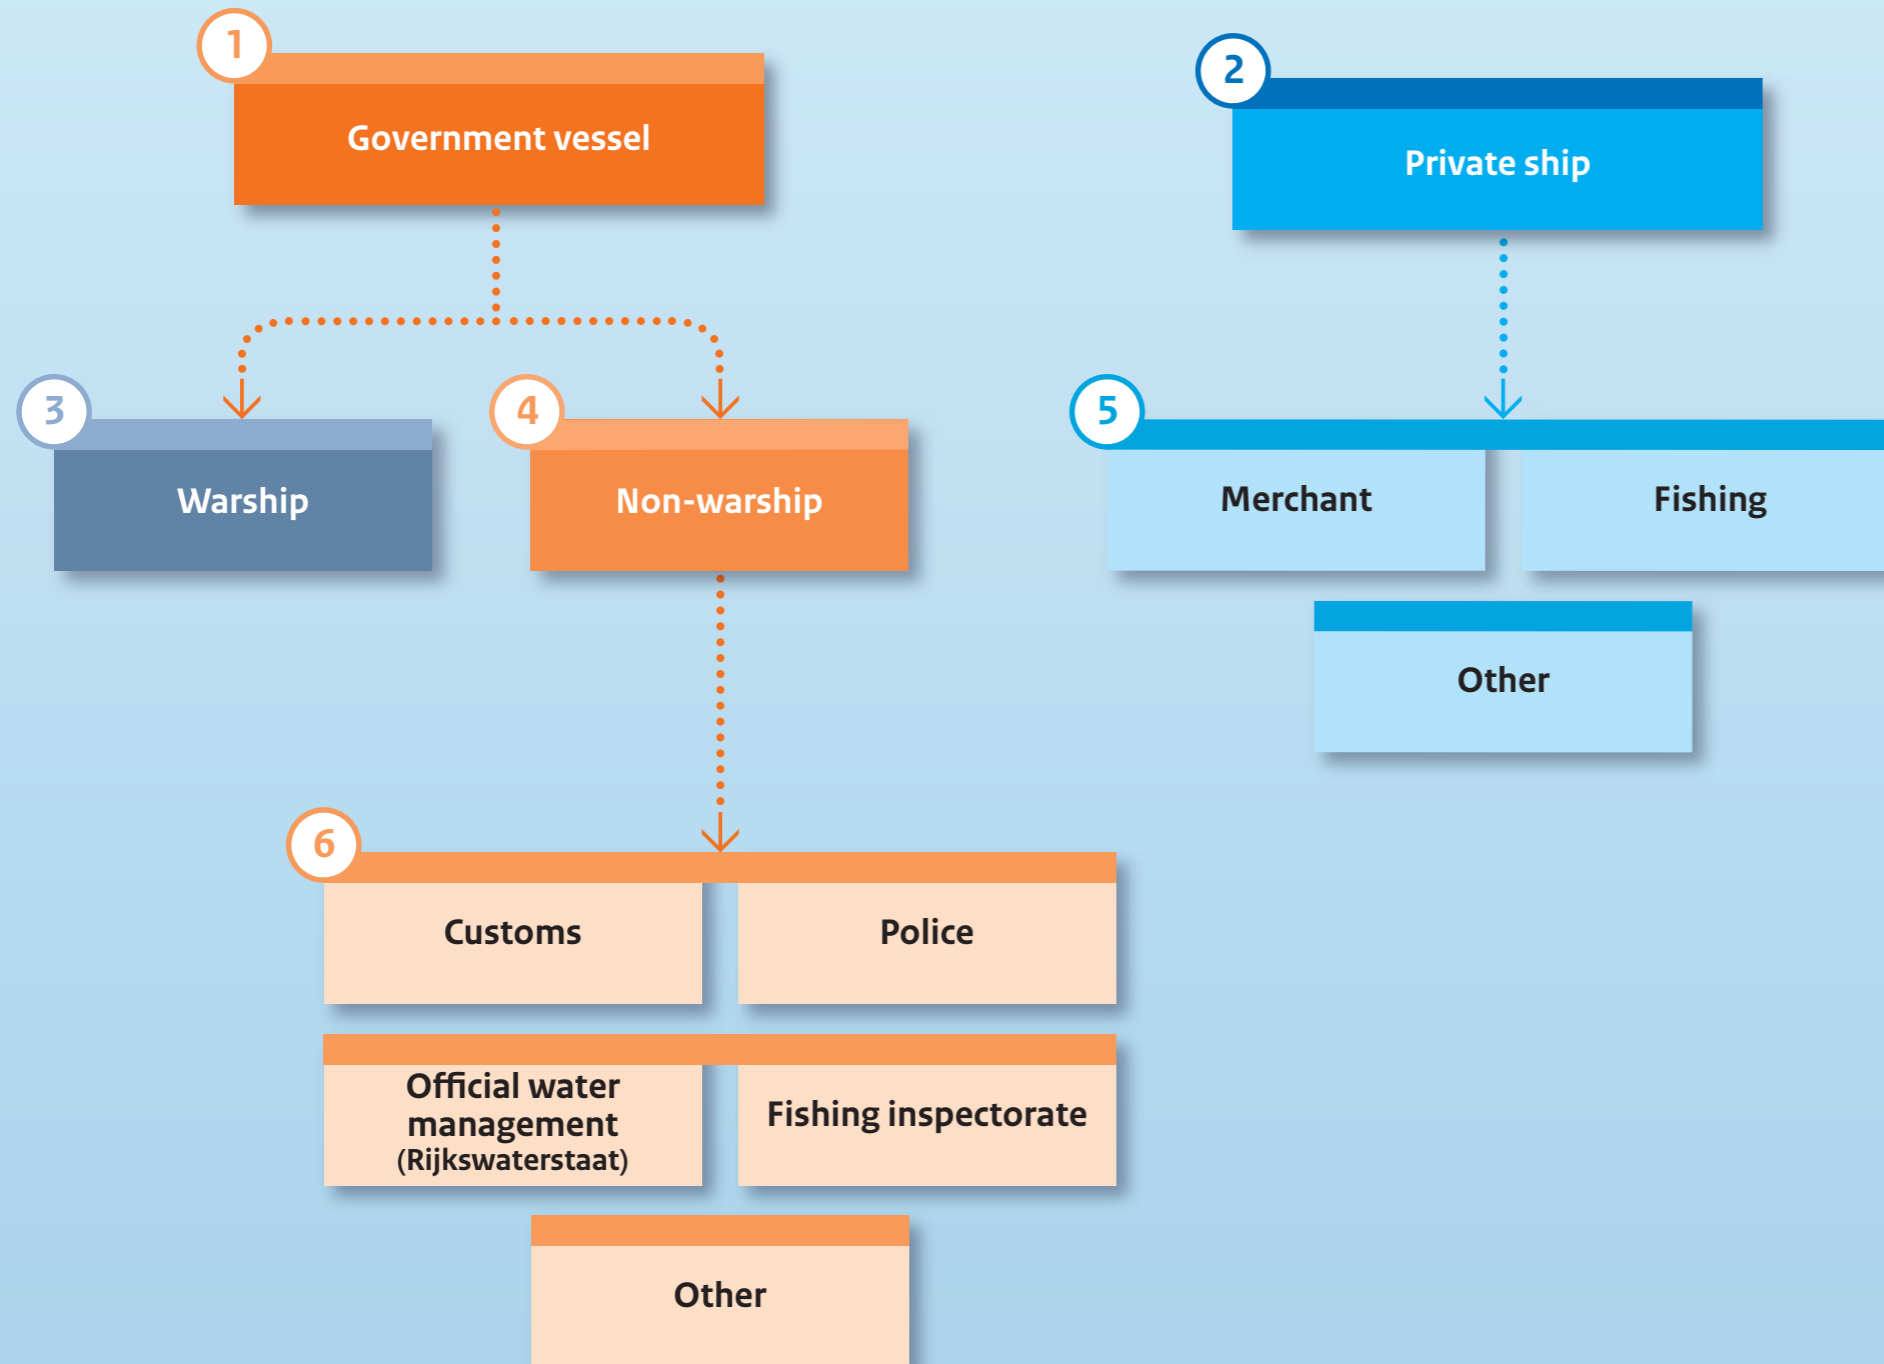 1
Government vessel
2
Private ship
3
Warship
4
Non-warship
5
Merchant
Fishing
Other
6
Customs
Police
Official water
management
(Rijkswaterstaat)
Fishing inspectorate
Other